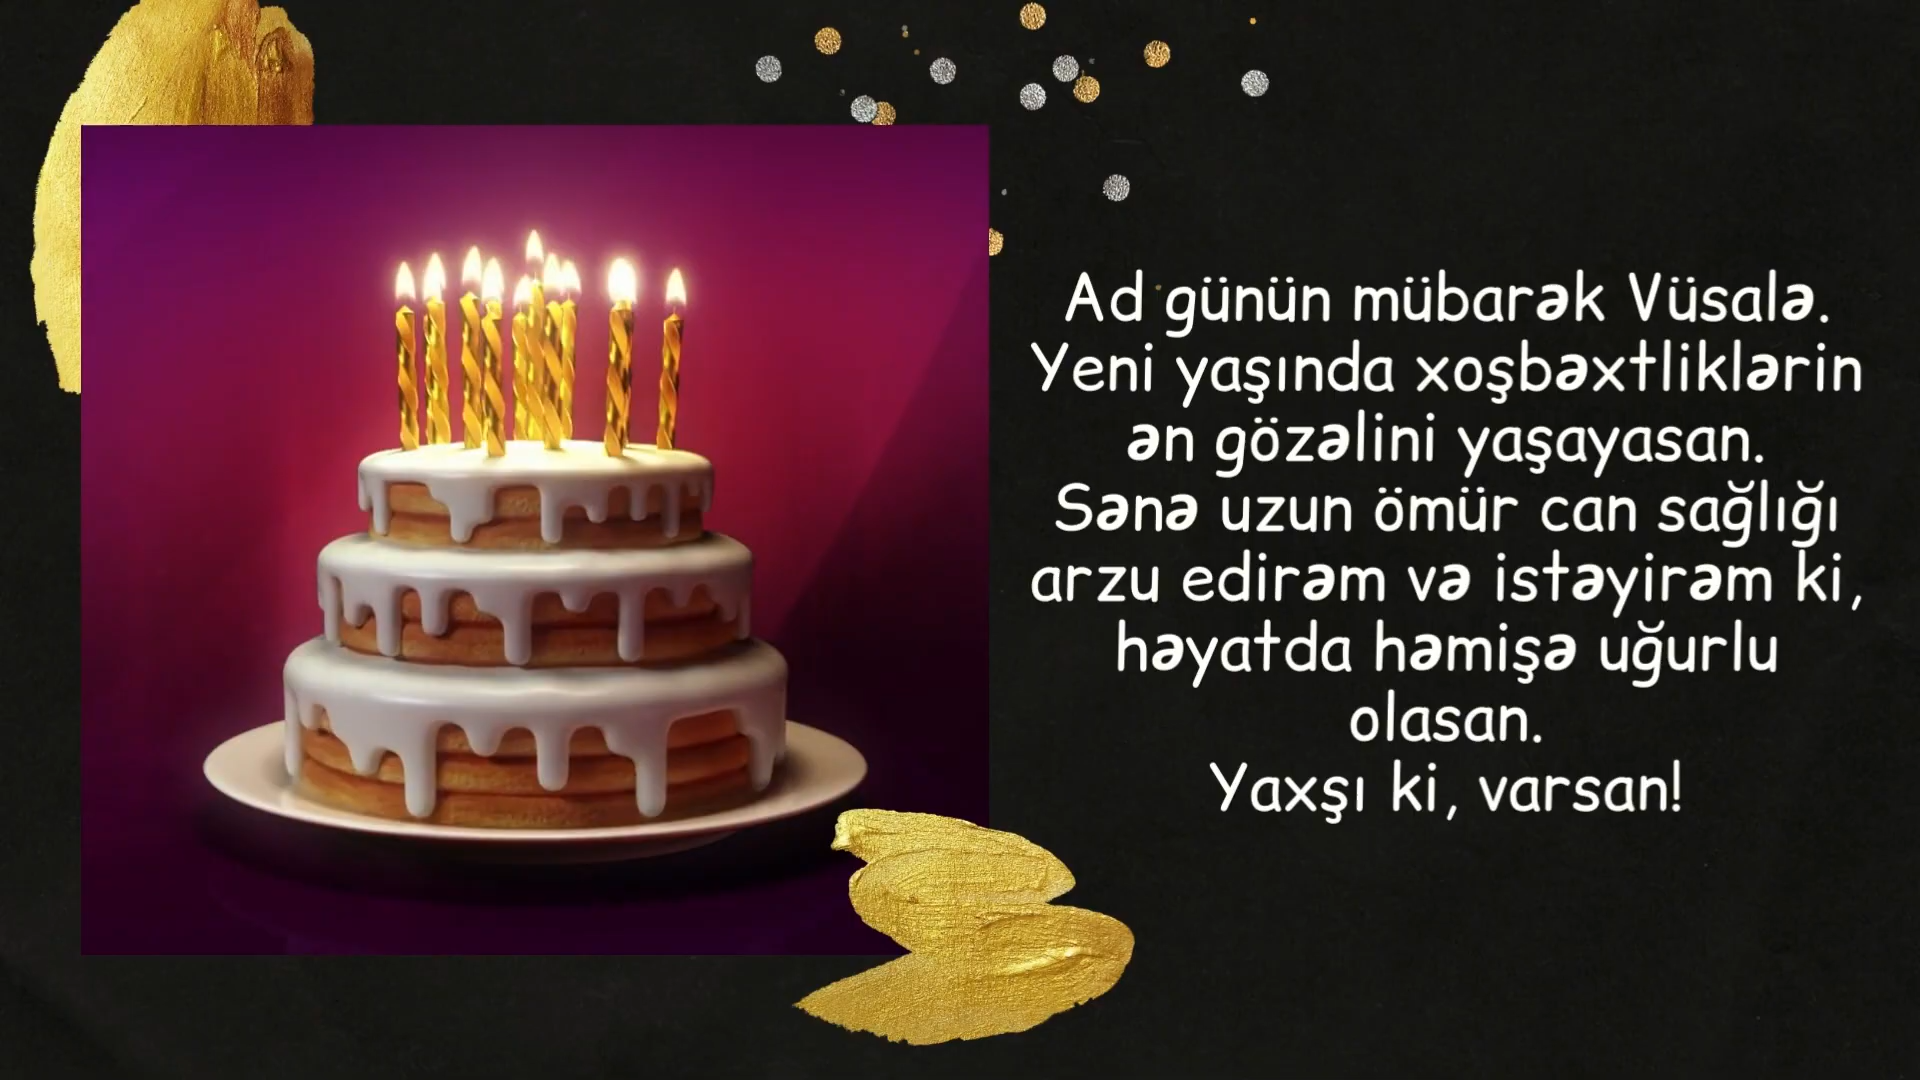 Ad günün mübarək Vüsalə.
Yeni yaşında xoşbəxtliklərin
ən gözəlini yaşayasan.
Sənə uzun ömür can sağlığı
arzu edirəm və istəyirəm ki,
həyatda həmişə uğurlu
olasan.
Yaxşı ki, varsan!